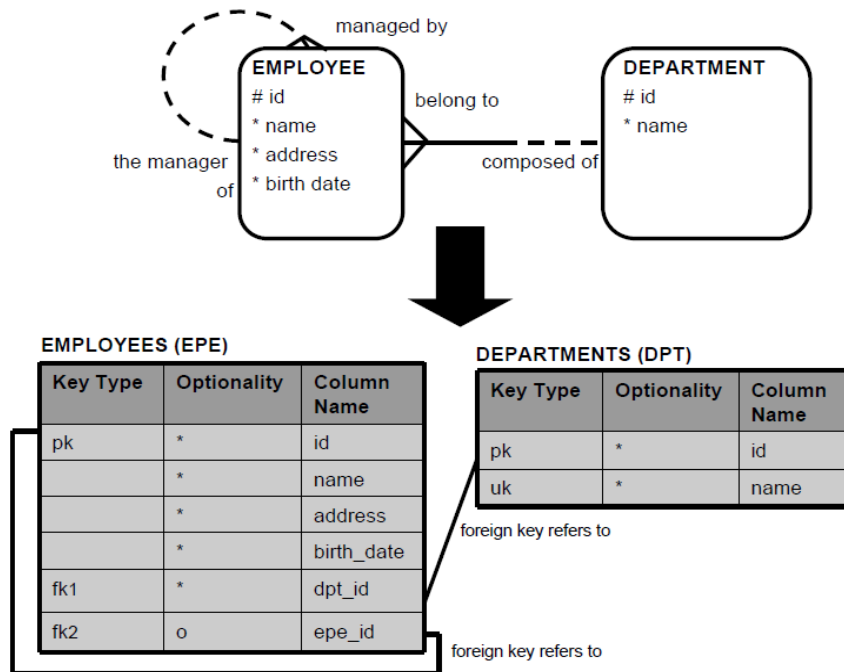 managed by
EMPLOYEE
# id
* name
* address
* birth date
the manager
of
belong to
composed of
DEPARTMENT
# id
* name
EMPLOYEES (EPE)
Key Type Optionality Column Name
pk * id
* name
* address
* birth_date
fk1 * dpt_id
fk2 o epe_id
DEPARTMENTS (DPT)
Key Type Optionality Column Name
pk * id
uk * name
foreign key refers to
foreign key refers to